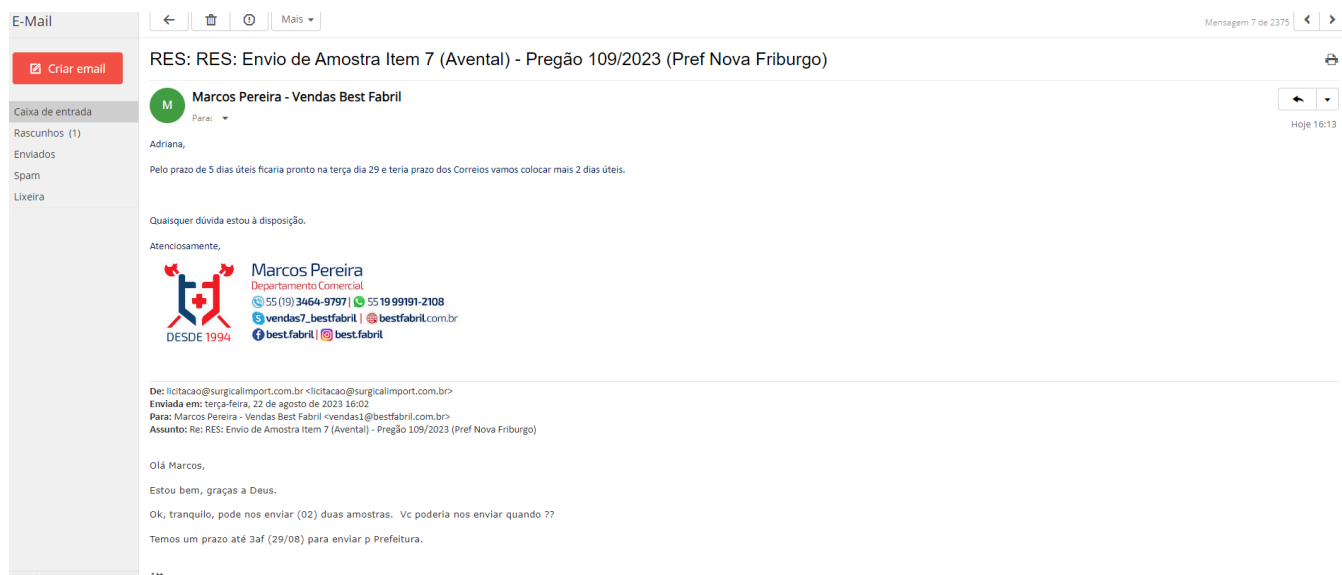 E-Mail
Mais
Mensagem 7 de 2375
Criar email
RES: RES: Envio de Amostra Item 7 (Avental) - Pregão 109/2023 (Pref Nova Friburgo)
Caixa de entrada
Rascunhos (1)
Enviados
Spam
Lixeira
M
Marcos Pereira - Vendas Best Fabril
Para:
Hoje 16:13
Adriana,
Pelo prazo de 5 dias úteis ficaria pronto na terça dia 29 e teria prazo dos Correios vamos colocar mais 2 dias úteis.
Quaisquer dúvida estou à disposição.
Atenciosamente,
DESDE 1994
Marcos Pereira
Departamento Comercial
55 (19) 3464-9797 | 55 19 99191-2108
vendas7_bestfabril | bestfabril.com.br
best.fabril | best.fabril
De: licitacao@surgicalimport.com.br <licitacao@surgicalimport.com.br>
Enviada em: terça-feira, 22 de agosto de 2023 16:02
Para: Marcos Pereira - Vendas Best Fabril <vendas1@bestfabril.com.br>
Assunto: Re: RES: Envio de Amostra Item 7 (Avental) - Pregão 109/2023 (Pref Nova Friburgo)
Olá Marcos,
Estou bem, graças a Deus.
Ok, tranquilo, pode nos enviar (02) duas amostras. Vc poderia nos enviar quando ??
Temos um prazo até 3af (29/08) para enviar p Prefeitura.